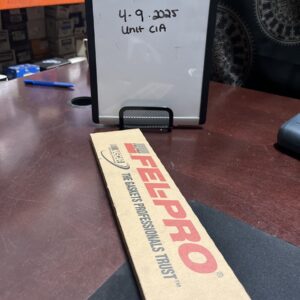 4-9-2025
Unit C1A
FEL-PRO®
THE GASKETS PROFESSIONALS TRUST™